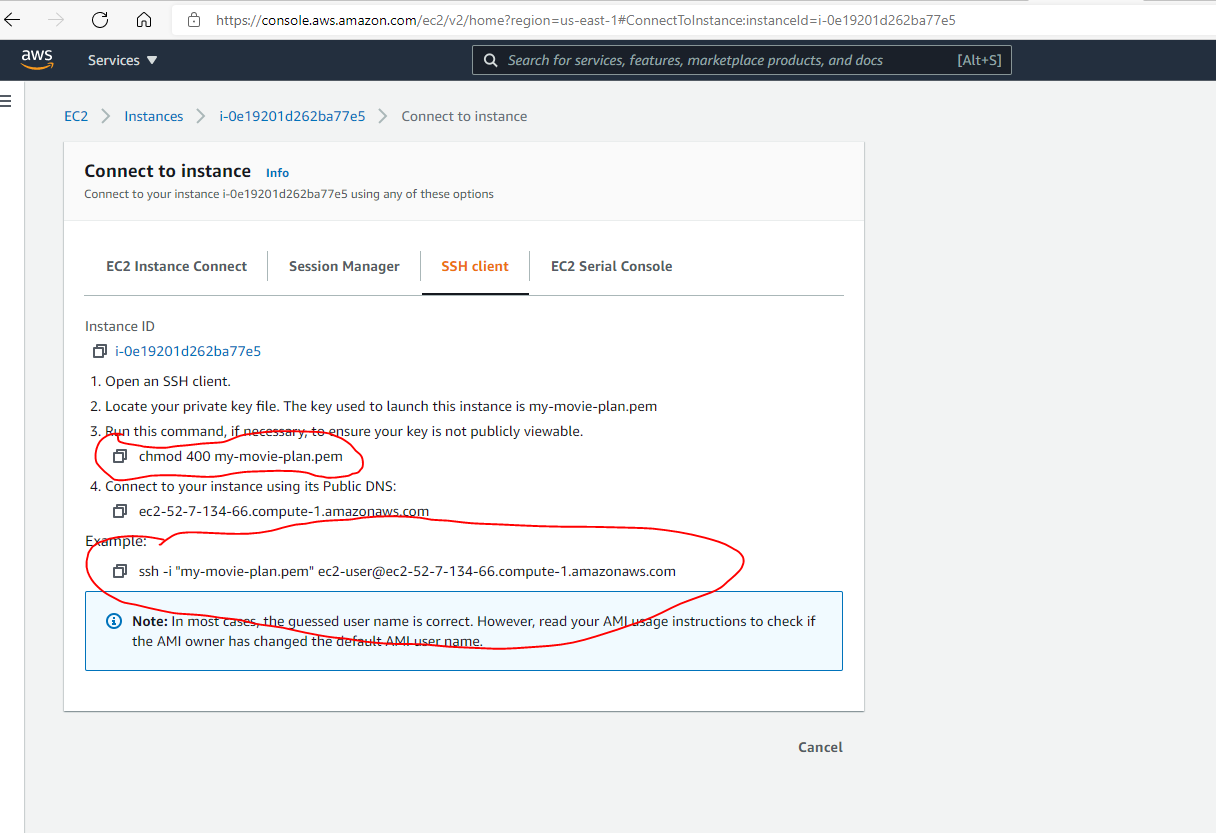 https://console.aws.amazon.com/ec2/v2/home?region=us-east-1#ConnectToInstance:instanceId=i-0e19201d262ba77e5
aws Services Search for services, features, marketplace products, and docs [Alt+S]
EC2 Instances i-0e19201d262ba77e5 Connect to instance
Connect to instance Info
Connect to your instance i-0e19201d262ba77e5 using any of these options
EC2 Instance Connect Session Manager SSH client EC2 Serial Console
Instance ID
i-0e19201d262ba77e5
1. Open an SSH client.
2. Locate your private key file. The key used to launch this instance is my-movie-plan.pem
3. Run this command, if necessary, to ensure your key is not publicly viewable.
chmod 400 my-movie-plan.pem
4. Connect to your instance using its Public DNS:
ec2-52-7-134-66.compute-1.amazonaws.com
Example:
ssh -i "my-movie-plan.pem" ec2-user@ec2-52-7-134-66.compute-1.amazonaws.com
Note: In most cases, the guessed user name is correct. However, read your AMI usage instructions to check if
the AMI owner has changed the default AMI user name.
Cancel